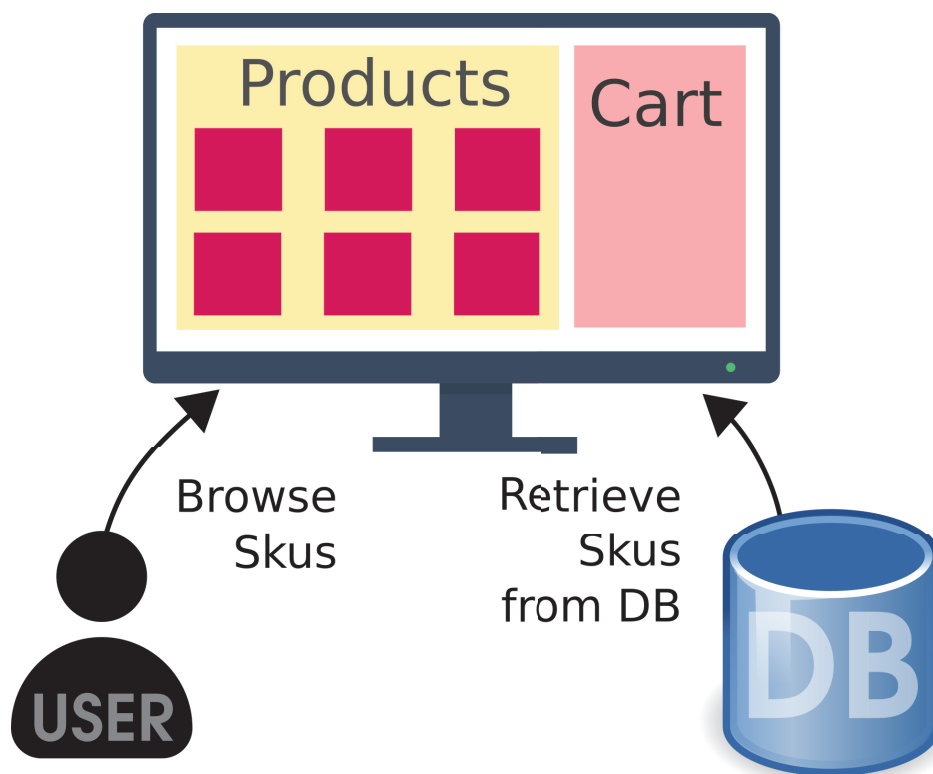 Products
Cart
Browse
Skus
Retrieve
Skus
from DB
USER
DB